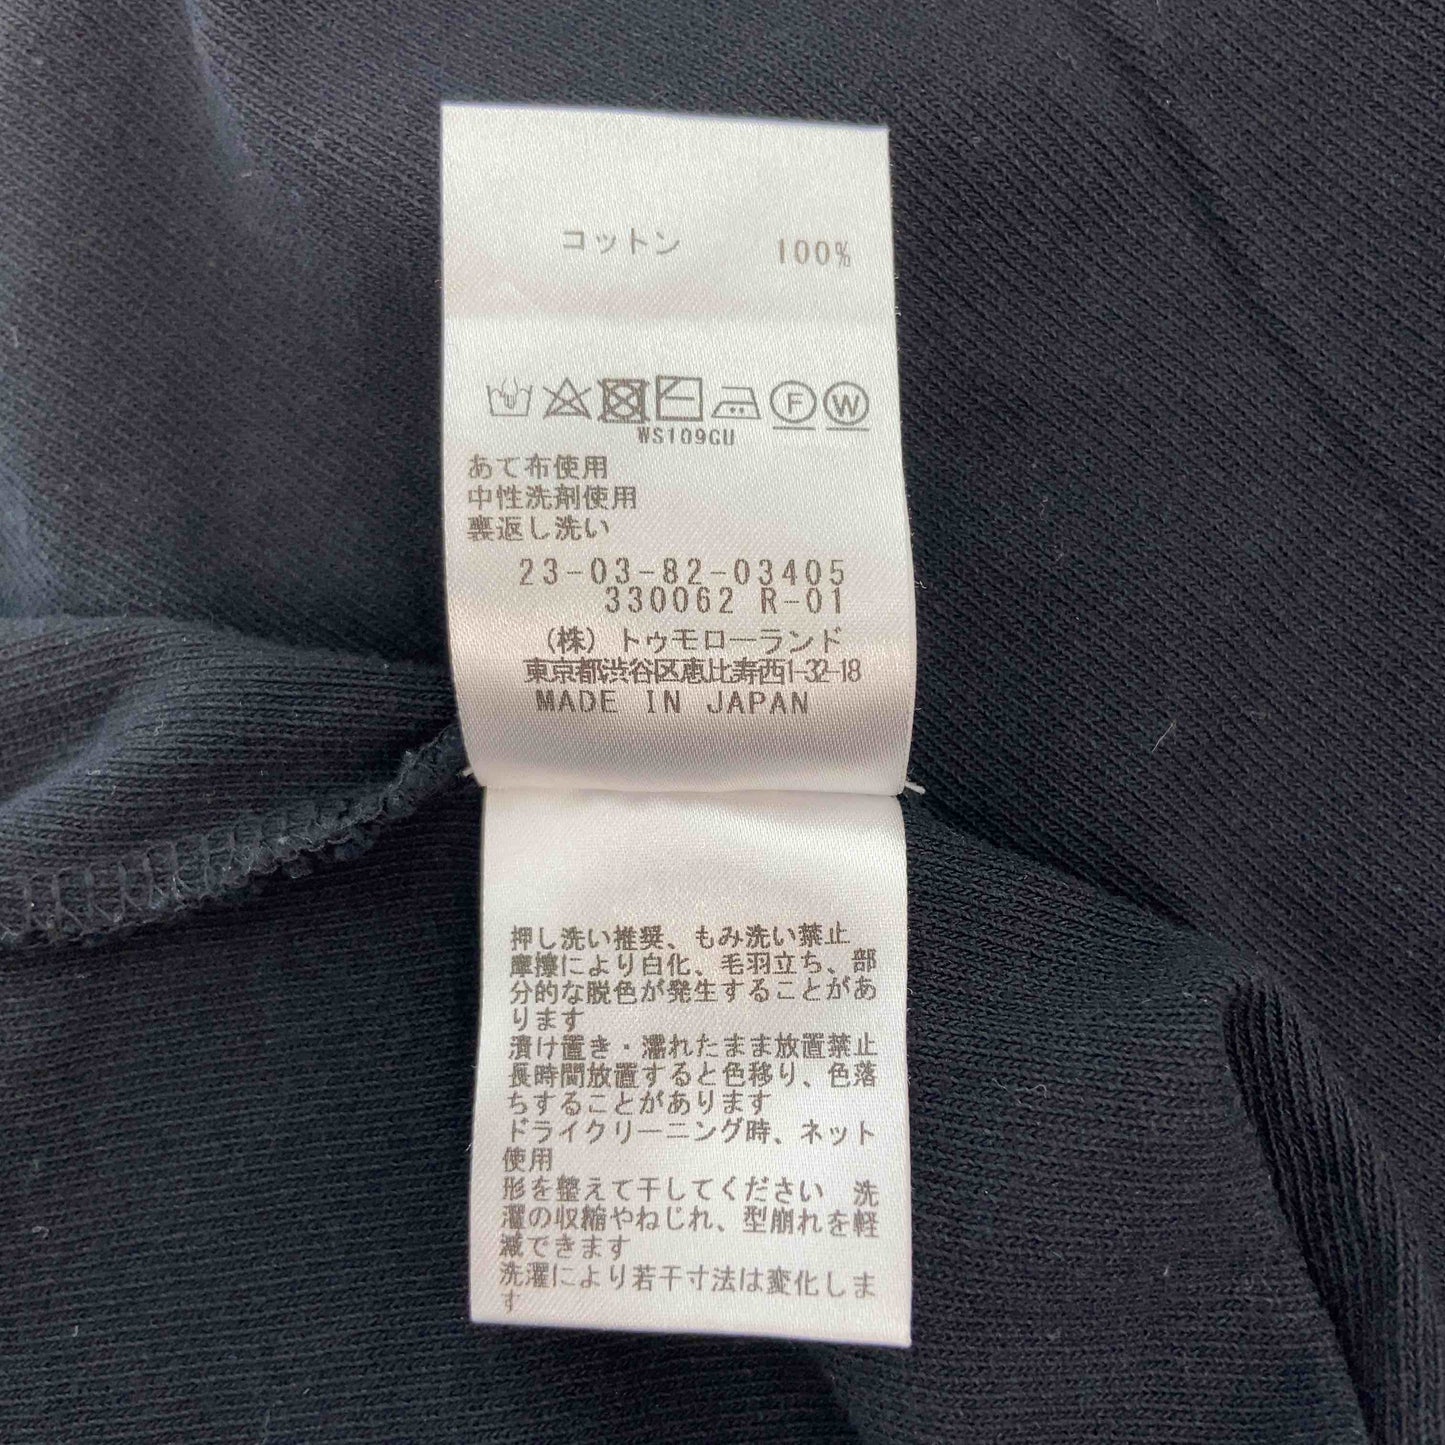 コットン 100%
F W
WS109CU
あて布使用
中性洗剤使用
裏返し洗い
23-03-82-03405
330062 R-01
(株) トゥモローランド
東京都渋谷区恵比寿西1-32-18
MADE IN JAPAN
押し洗い推奨、もみ洗い禁止
摩擦により白化、毛羽立ち、部
分的な脱色が発生することがあ
ります
漬け置き・濡れたまま放置禁止
長時間放置すると色移り、色落
ちすることがあります
ドライクリーニング時、ネット
使用
形を整えて干してください 洗
濯の収縮やねじれ、型崩れを軽
減できます
洗濯により若干寸法は変化しま
す